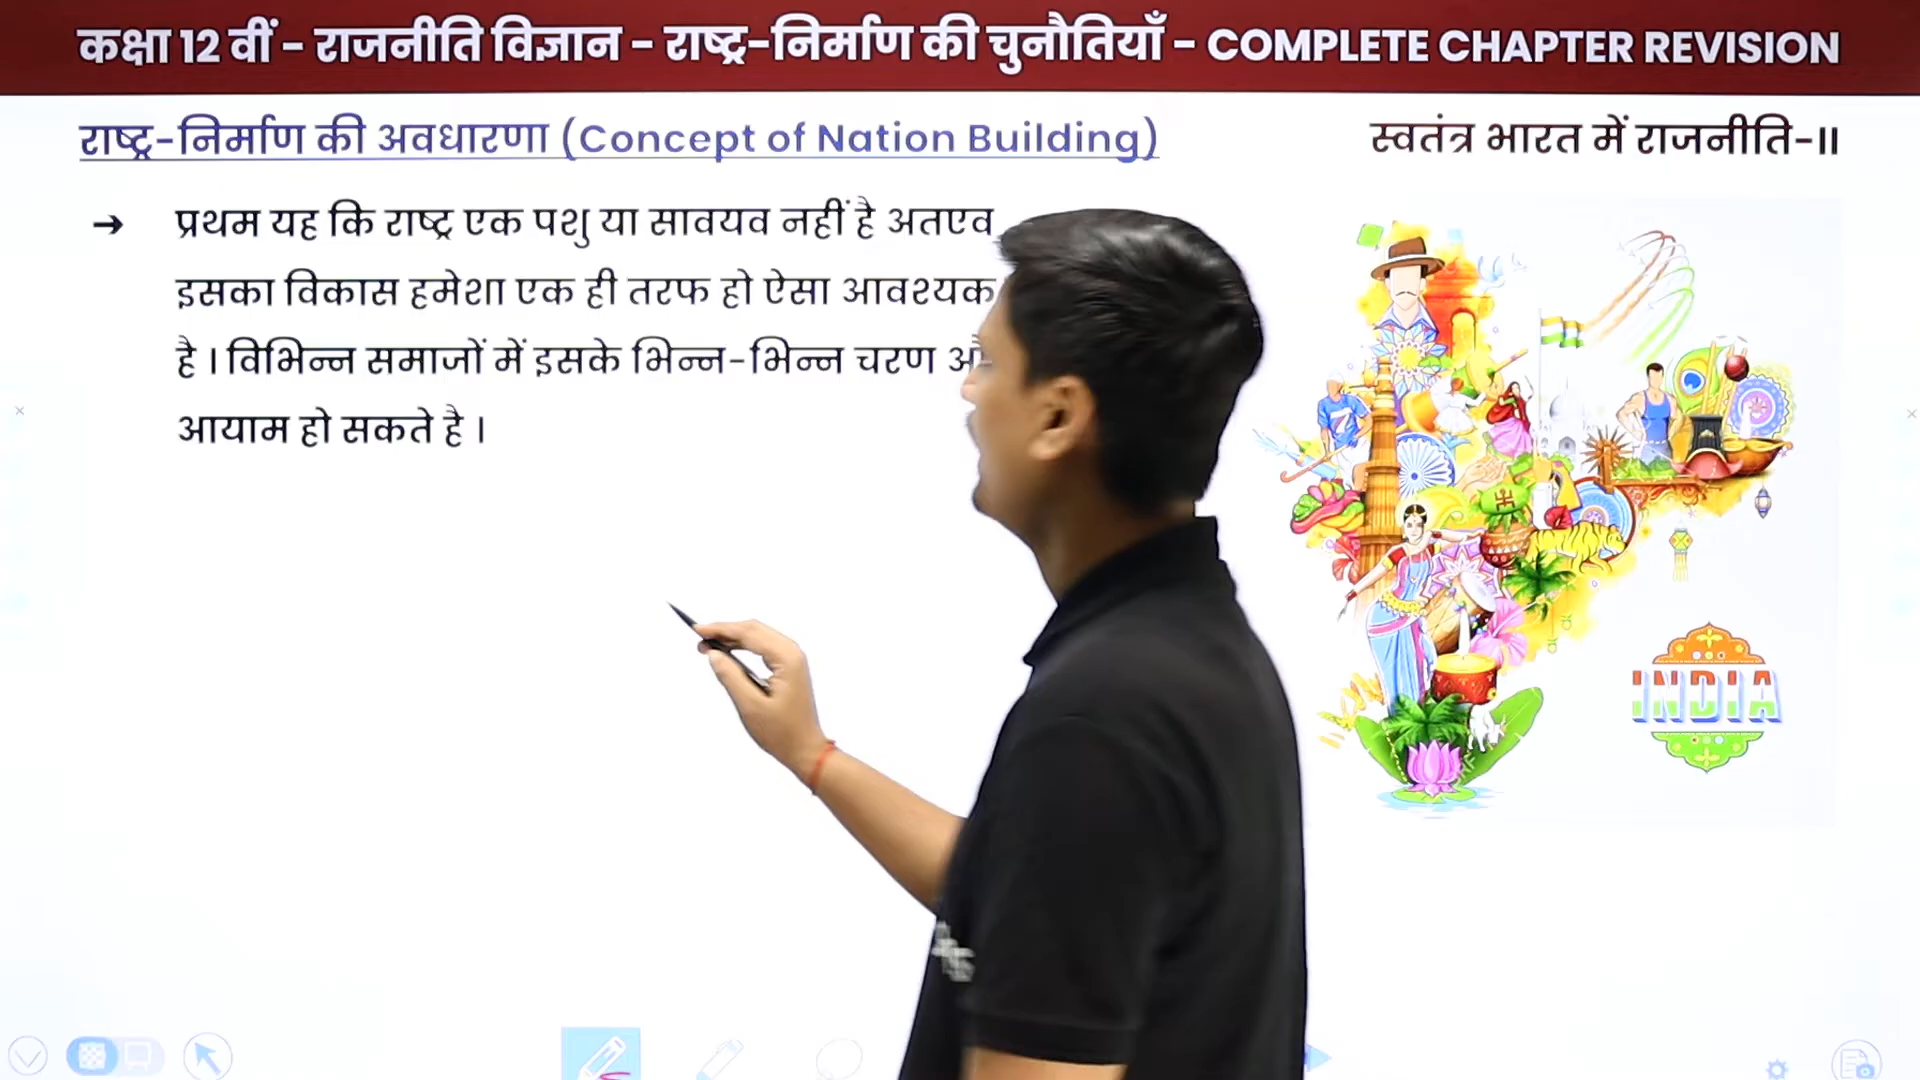 कक्षा 12 वीं - राजनीति विज्ञान - राष्ट्र-निर्माण की चुनौतियाँ - COMPLETE CHAPTER REVISION
राष्ट्र-निर्माण की अवधारणा (Concept of Nation Building)
स्वतंत्र भारत में राजनीति-II
→ प्रथम यह कि राष्ट्र एक पशु या सावयव नहीं है अतएव
इसका विकास हमेशा एक ही तरफ हो ऐसा आवश्यक
है । विभिन्न समाजों में इसके भिन्न-भिन्न चरण
आयाम हो सकते है ।
7
INDIA